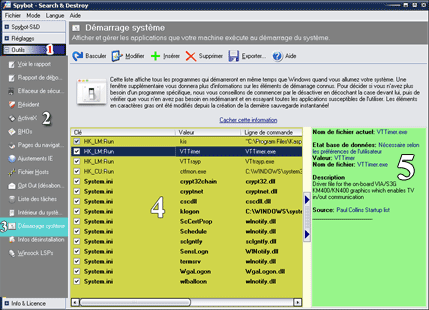 Spybot - Search & Destroy
Fichier Mode Langue Aide
Spybot-S&D
Réglages
Outils 1
Voir le rapport
Rapport de débo...
Effaceur de sécu...
Résident
ActiveX 2
BHOs
Pages du navigat...
Ajustements IE
Fichier Hosts
Opt Out (désabon...
Liste des tâches
Intérieur du systè...
3 Démarrage système
Infos désinstallation
Winsock LSPs
Info & Licence
Démarrage système
Afficher et gérer les applications que votre machine exécute au démarrage du système.
Basculer Modifier Insérer Supprimer Exporter... Aide
Cette liste affiche tous les programmes qui démarreront en même temps que Windows quand vous allumez votre système. Une
fenêtre supplémentaire vous donnera plus d'informations sur les éléments de démarrage connus. Pour décider si vous n'avez plus
besoin d'un programme spécifique, nous vous conseillons de commencer par le désactiver en décochant la case devant lui, puis de
vérifier que vous n'en avez pas besoin en redémarrant et en essayant toutes les applications susceptibles de l'utiliser. Les éléments
en caractères gras ont été modifiés depuis la création de la dernière sauvegarde instantanée!
Cacher cette information
Clé Valeur Ligne de commande
HK_LM:Run kis "C:\Program Files\Kasp
HK_LM:Run VTTimer VTTimer.exe
HK_LM:Run VTTrayp VTtrayp.exe
HK_CU:Run ctfmon.exe C:\WINDOWS\system
System.ini crypt32chain crypt32.dll
System.ini cryptnet cryptnet.dll
System.ini cscdll cscdll.dll
System.ini klogon C:\WINDOWS\system
System.ini ScCertProp wlnotify.dll
System.ini Schedule wlnotify.dll
System.ini sclgntfy sclgntfy.dll
System.ini SensLogn WlNotify.dll
System.ini termsrv wlnotify.dll
System.ini WgaLogon WgaLogon.dll
System.ini wlballoon wlnotify.dll
4
Nom de fichier actuel: VTTimer.exe
Etat base de données: Nécessaire selon
les préférences de l'utilisateur
Valeur: VTTimer
Nom de fichier: VTTimer.exe
5
Description
Driver file for the on-board VIA/S3G
KM400/KN400 graphics which enables TV
in/out communication
Source: Paul Collins Startup list